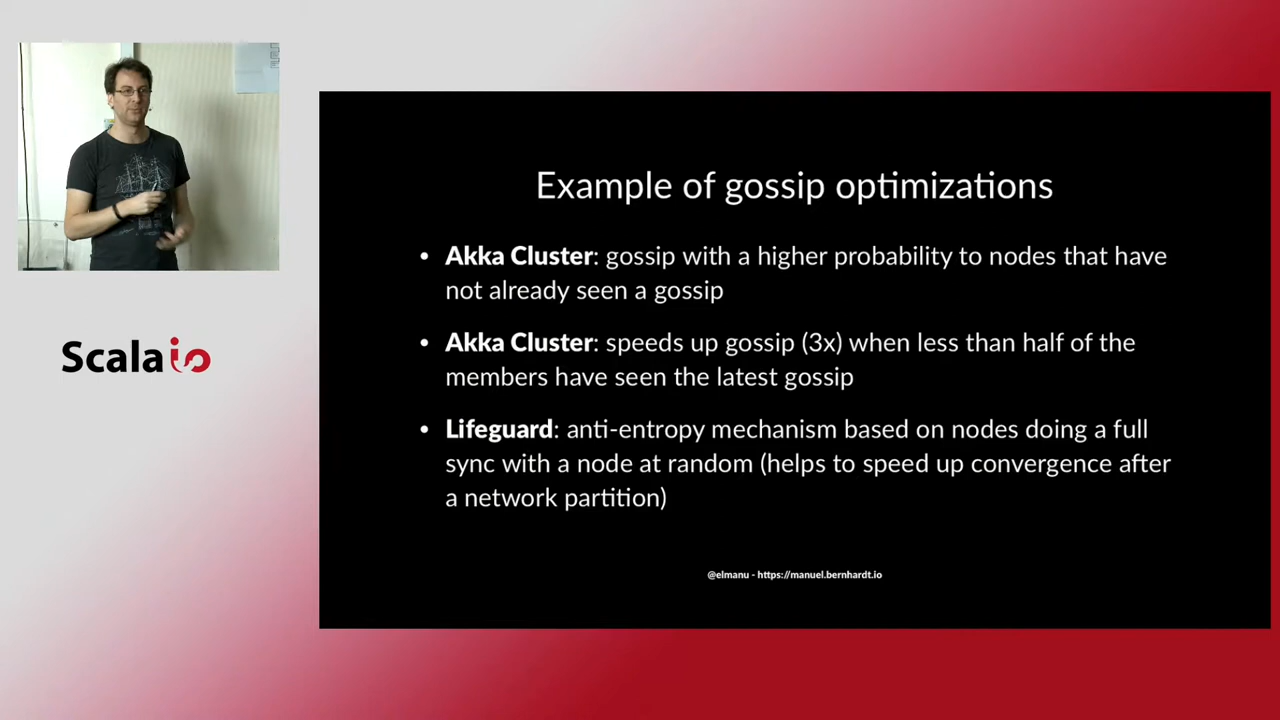 Example of gossip optimizations
• Akka Cluster: gossip with a higher probability to nodes that have
not already seen a gossip
• Akka Cluster: speeds up gossip (3x) when less than half of the
members have seen the latest gossip
• Lifeguard: anti-entropy mechanism based on nodes doing a full
sync with a node at random (helps to speed up convergence after
a network partition)
@elmanu - https://manuel.bernhardt.io
Scalaio